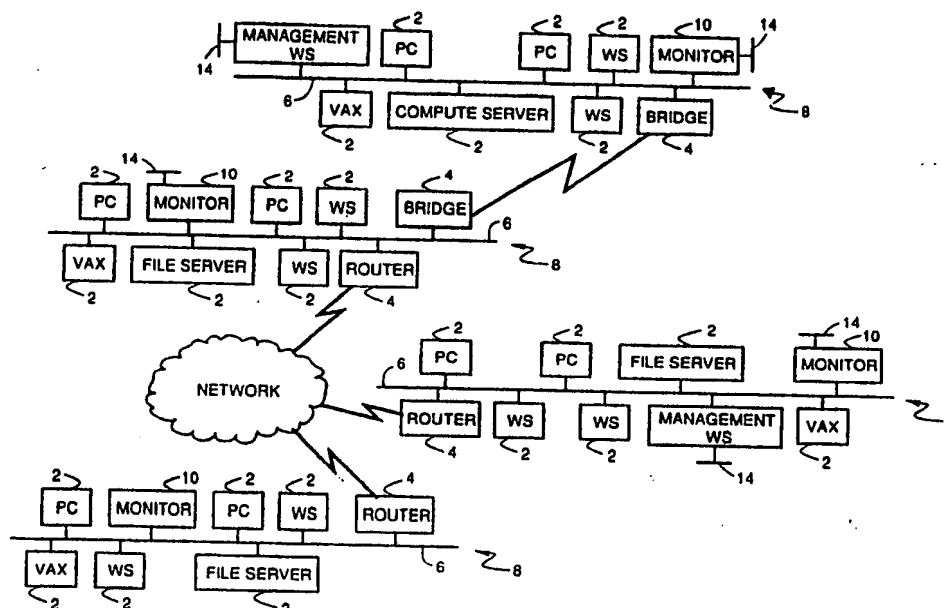 2 2 2 10 14
MANAGEMENT WS PC PC WS MONITOR
14 6
VAX COMPUTE SERVER WS BRIDGE 8
2 2 2 4
2 14 10 2 2 4
PC MONITOR PC WS BRIDGE
6
VAX FILE SERVER WS ROUTER 8
2 2 2 4
2 2 2 14 10
PC PC FILE SERVER MONITOR
6
NETWORK
ROUTER WS WS MANAGEMENT WS VAX
4 2 2 2
14
2 10 2 2 4
PC MONITOR PC WS ROUTER
6 8
VAX WS FILE SERVER
2 2 2